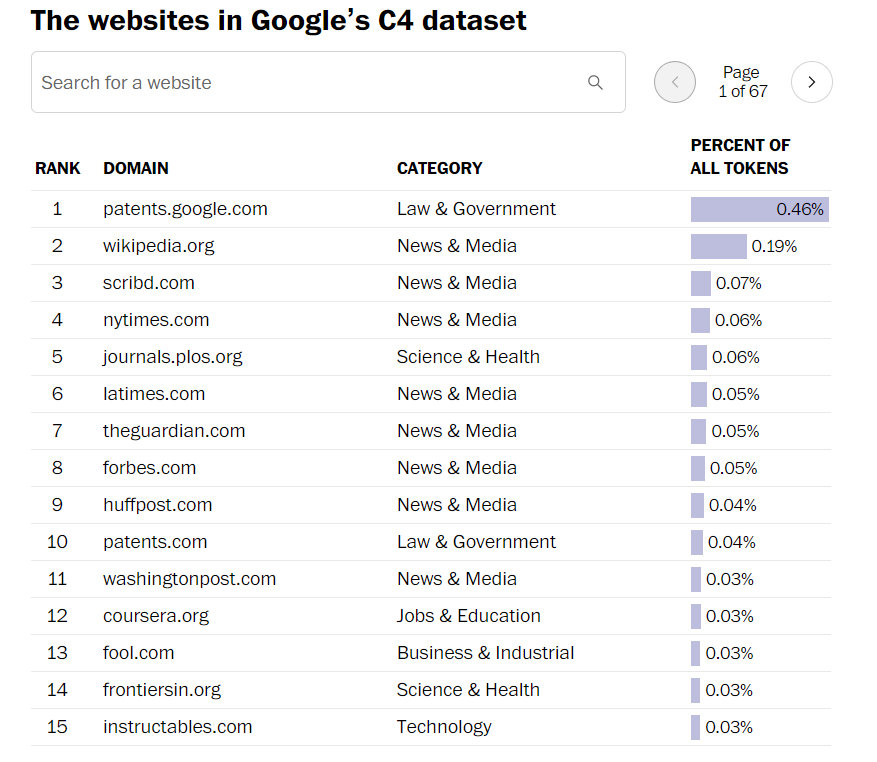 The websites in Google’s C4 dataset
Search for a website
Page
1 of 67
RANK DOMAIN CATEGORY PERCENT OF
ALL TOKENS
1 patents.google.com Law & Government 0.46%
2 wikipedia.org News & Media 0.19%
3 scribd.com News & Media 0.07%
4 nytimes.com News & Media 0.06%
5 journals.plos.org Science & Health 0.06%
6 latimes.com News & Media 0.05%
7 theguardian.com News & Media 0.05%
8 forbes.com News & Media 0.05%
9 huffpost.com News & Media 0.04%
10 patents.com Law & Government 0.04%
11 washingtonpost.com News & Media 0.03%
12 coursera.org Jobs & Education 0.03%
13 fool.com Business & Industrial 0.03%
14 frontiersin.org Science & Health 0.03%
15 instructables.com Technology 0.03%